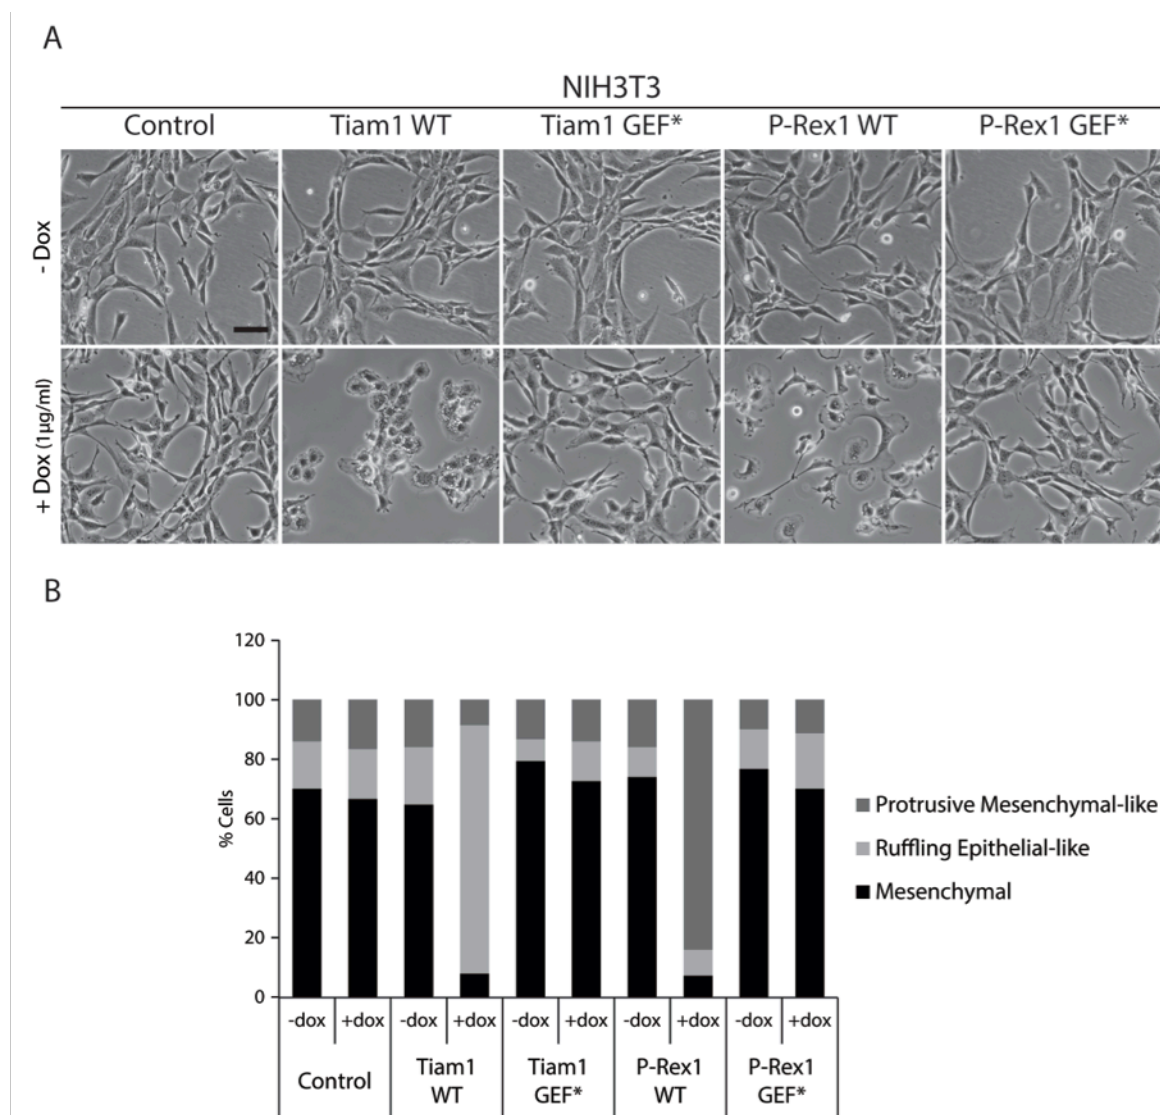 A
NIH3T3
Control Tiam1 WT Tiam1 GEF* P-Rex1 WT P-Rex1 GEF*
- Dox
+ Dox (1µg/ml)
B
% Cells
120
100
80
60
40
20
0
Protrusive Mesenchymal-like
Ruffling Epithelial-like
Mesenchymal
-dox +dox -dox +dox -dox +dox -dox +dox -dox +dox
Control Tiam1 WT Tiam1 GEF* P-Rex1 WT P-Rex1 GEF*